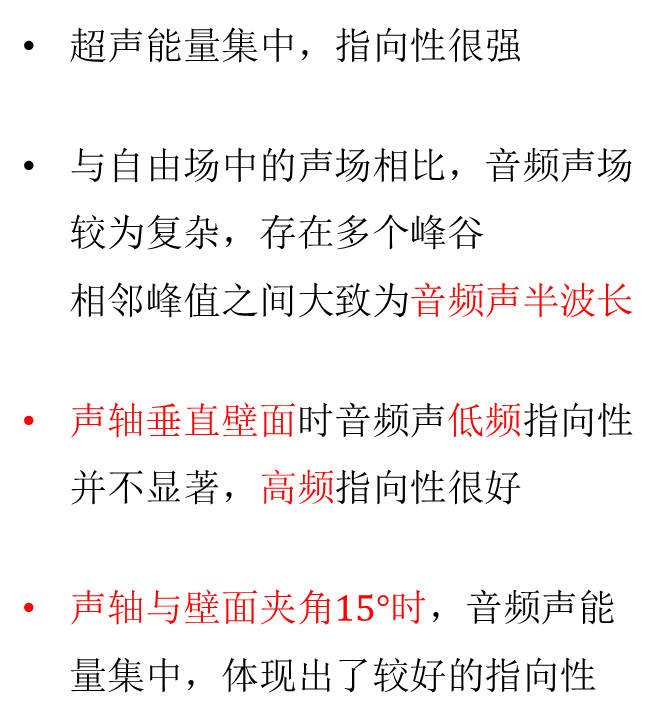 • 超声能量集中，指向性很强
• 与自由场中的声场相比，音频声场
较为复杂，存在多个峰谷
相邻峰值之间大致为音频声半波长
• 声轴垂直壁面时音频声低频指向性
并不显著，高频指向性很好
• 声轴与壁面夹角15°时，音频声能
量集中，体现出了较好的指向性